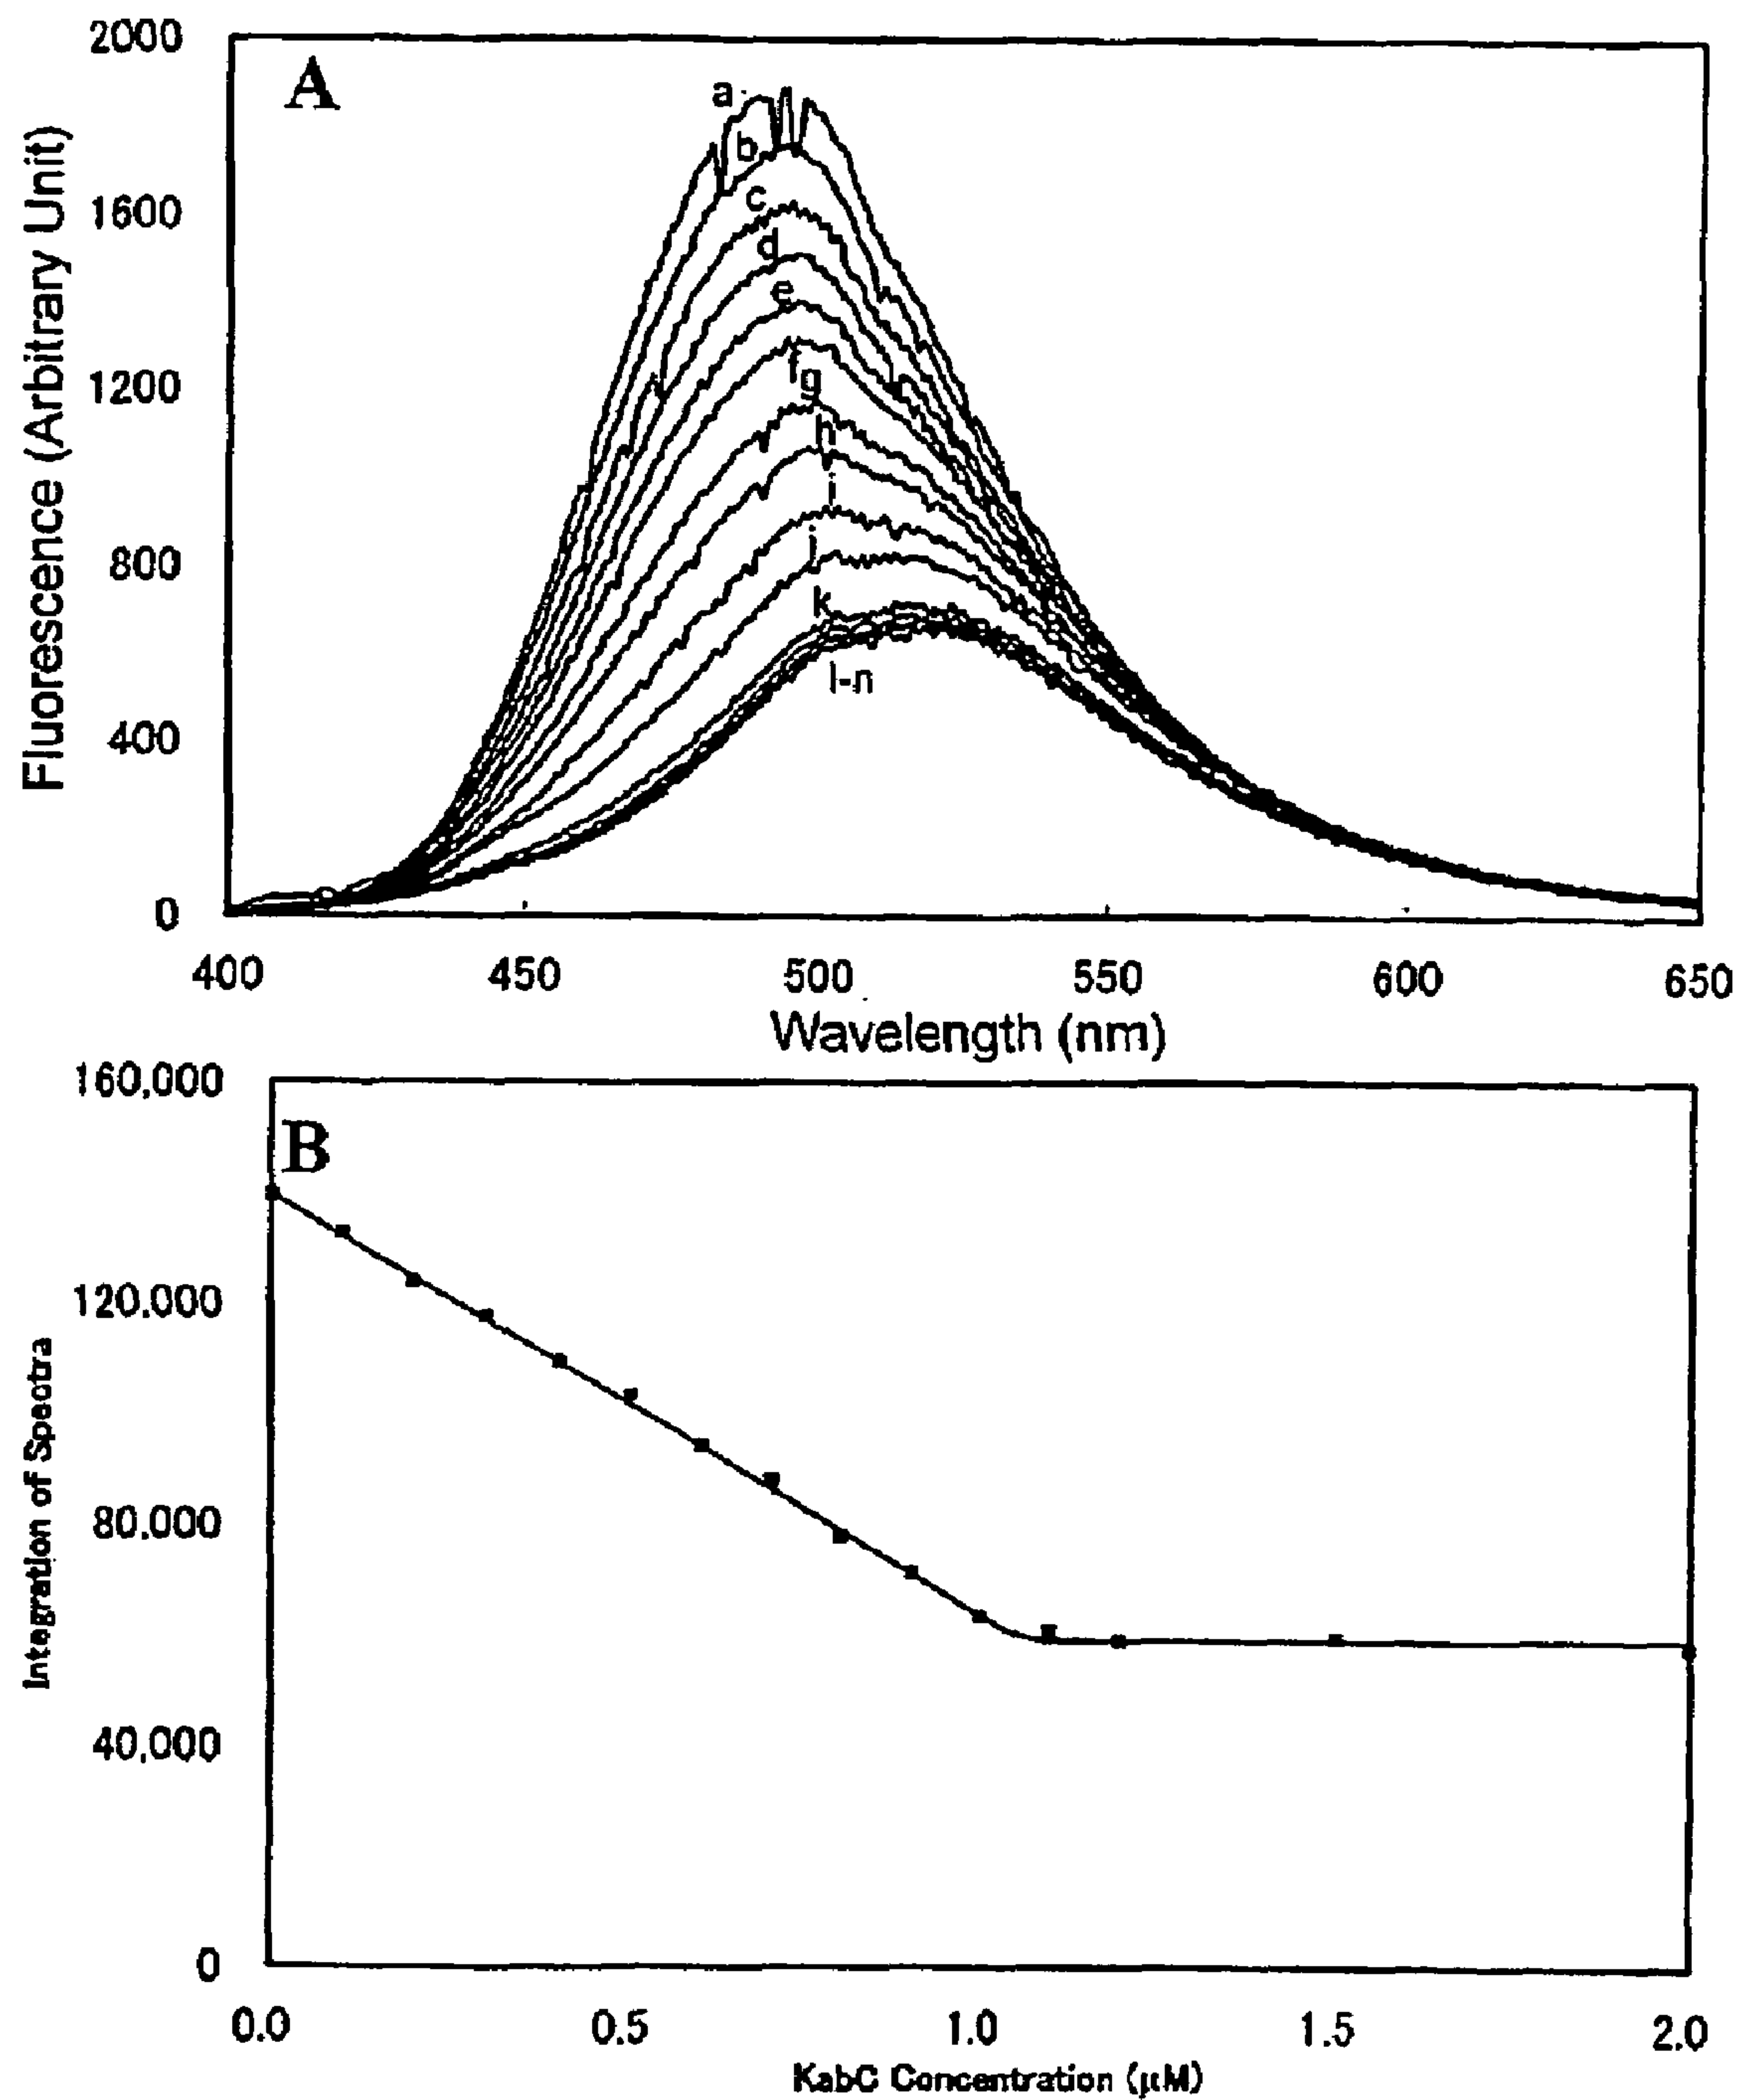 2000
A
a
b
1600
c
d
e
1200
f g
h
i
800
j
k
l-n
400
0
Fluorescence (Arbitrary Unit)
400 450 500 550 600 650
Wavelength (nm)
160,000
B
120.000
80.000
40,000
0
Integration of Spectra
0.0 0.5 1.0 1.5 2.0
KabC Concentration (μM)